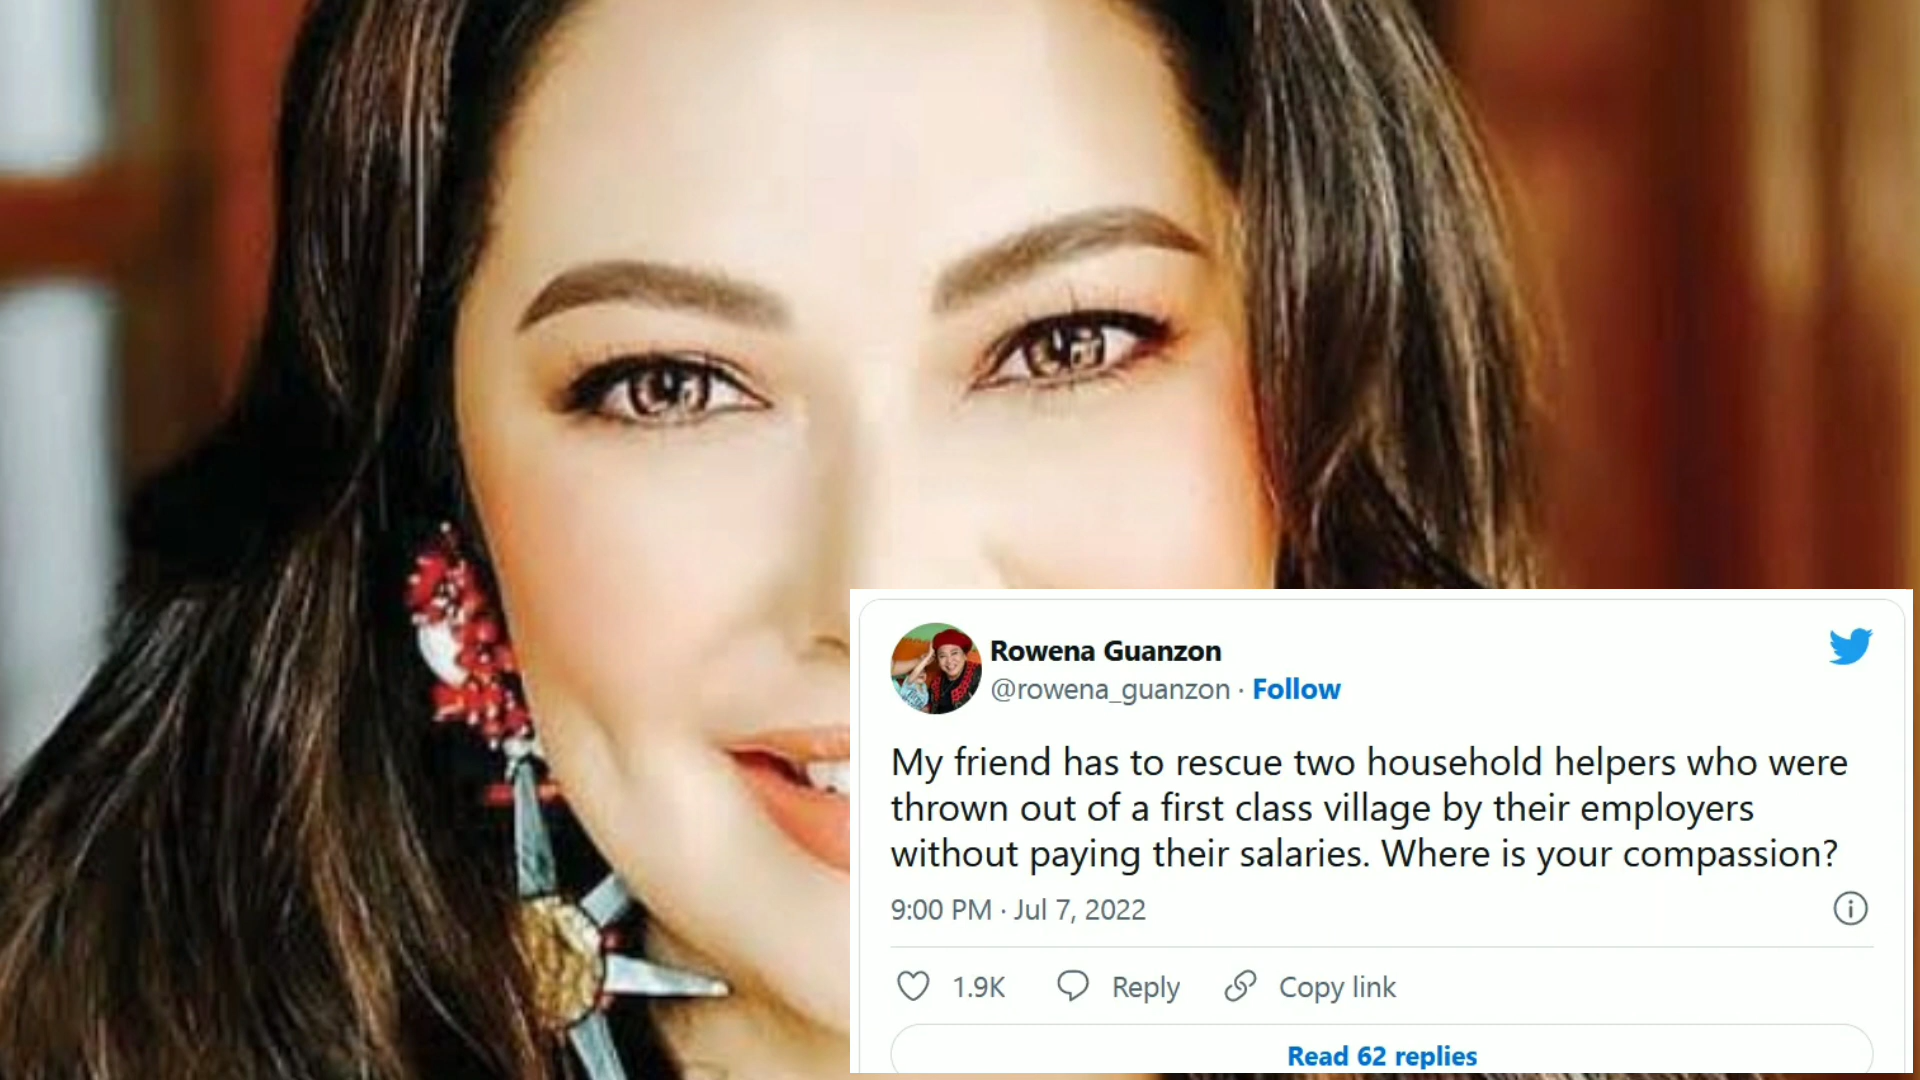 Rowena Guanzon
@rowena_guanzon · Follow
My friend has to rescue two household helpers who were
thrown out of a first class village by their employers
without paying their salaries. Where is your compassion?
9:00 PM · Jul 7, 2022
1.9K Reply Copy link
Read 62 replies